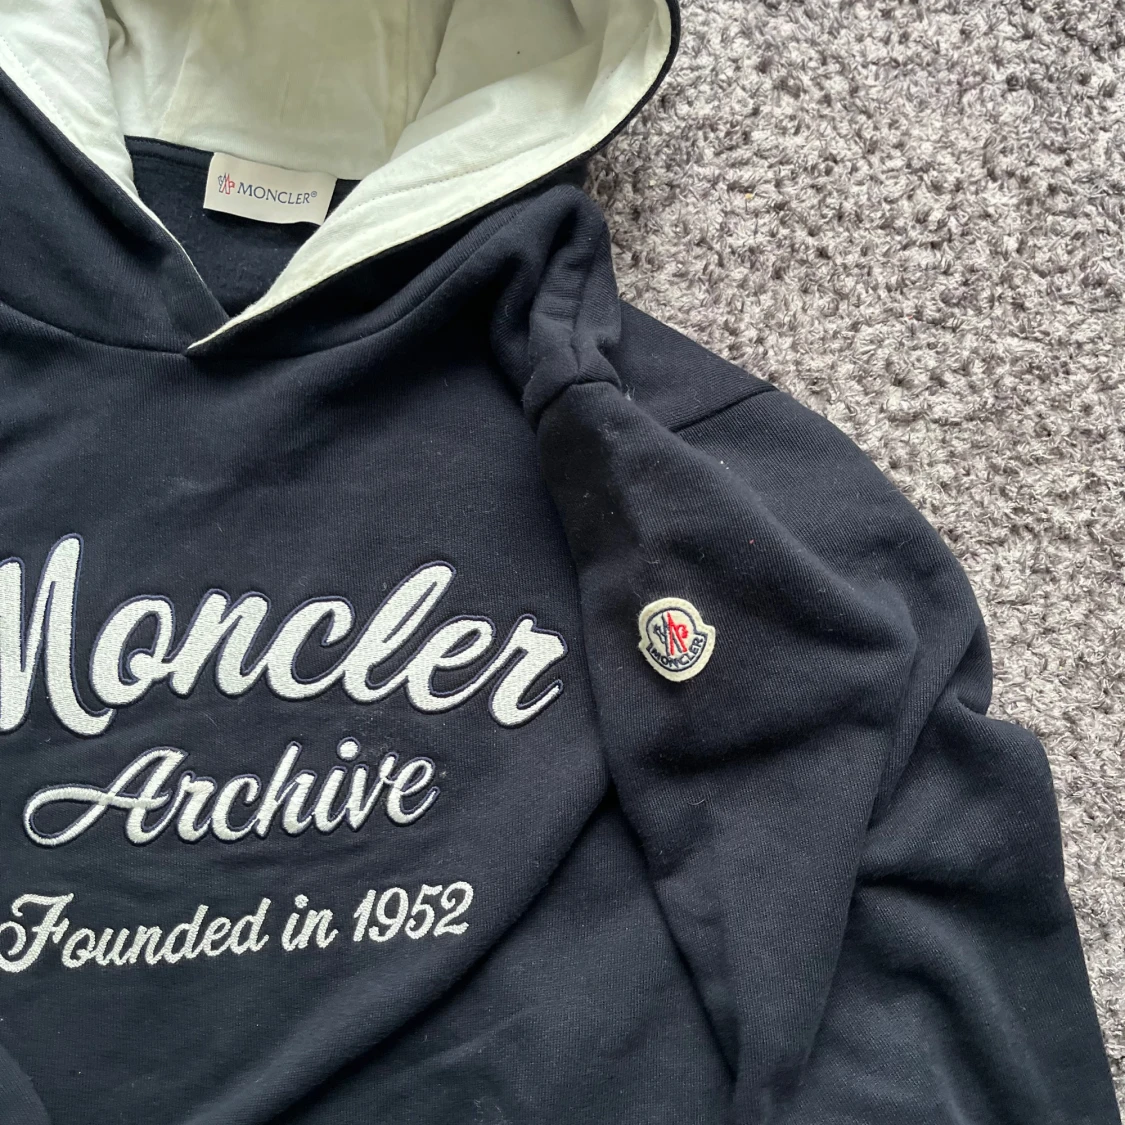 MONCLER®
Moncler
Archive
Founded in 1952
MONCLER